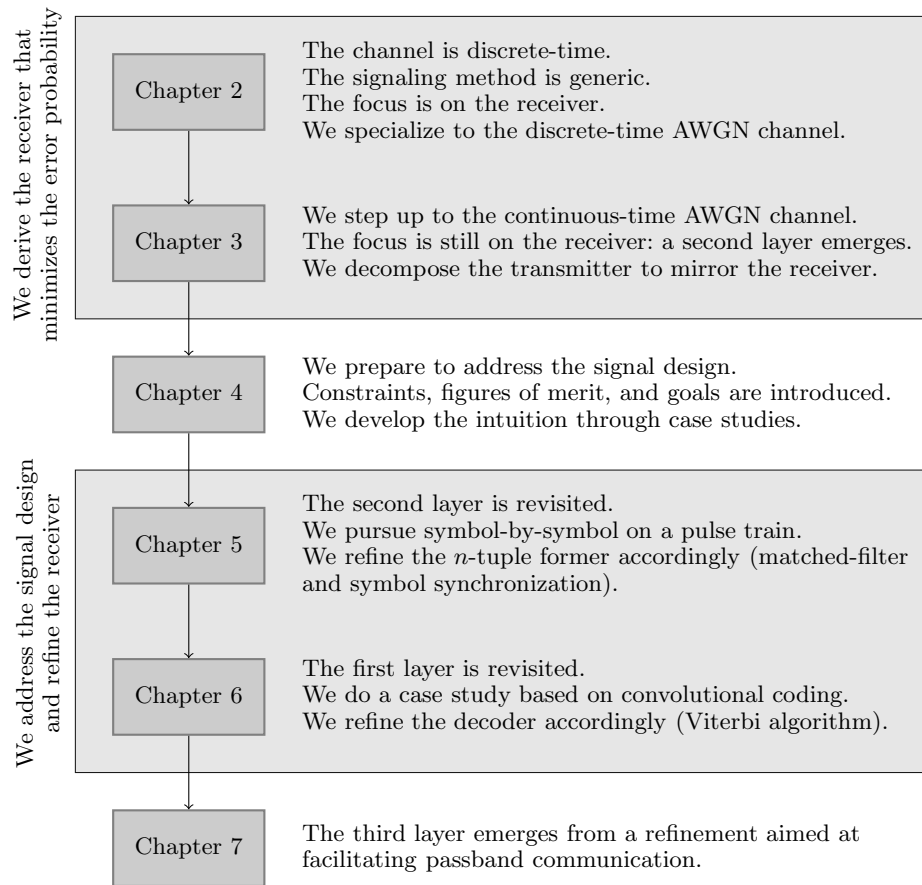 We derive the receiver that
minimizes the error probability
Chapter 2
The channel is discrete-time.
The signaling method is generic.
The focus is on the receiver.
We specialize to the discrete-time AWGN channel.
Chapter 3
We step up to the continuous-time AWGN channel.
The focus is still on the receiver: a second layer emerges.
We decompose the transmitter to mirror the receiver.
Chapter 4
We prepare to address the signal design.
Constraints, figures of merit, and goals are introduced.
We develop the intuition through case studies.
We address the signal design
and refine the receiver
Chapter 5
The second layer is revisited.
We pursue symbol-by-symbol on a pulse train.
We refine the n-tuple former accordingly (matched-filter
and symbol synchronization).
Chapter 6
The first layer is revisited.
We do a case study based on convolutional coding.
We refine the decoder accordingly (Viterbi algorithm).
Chapter 7
The third layer emerges from a refinement aimed at
facilitating passband communication.